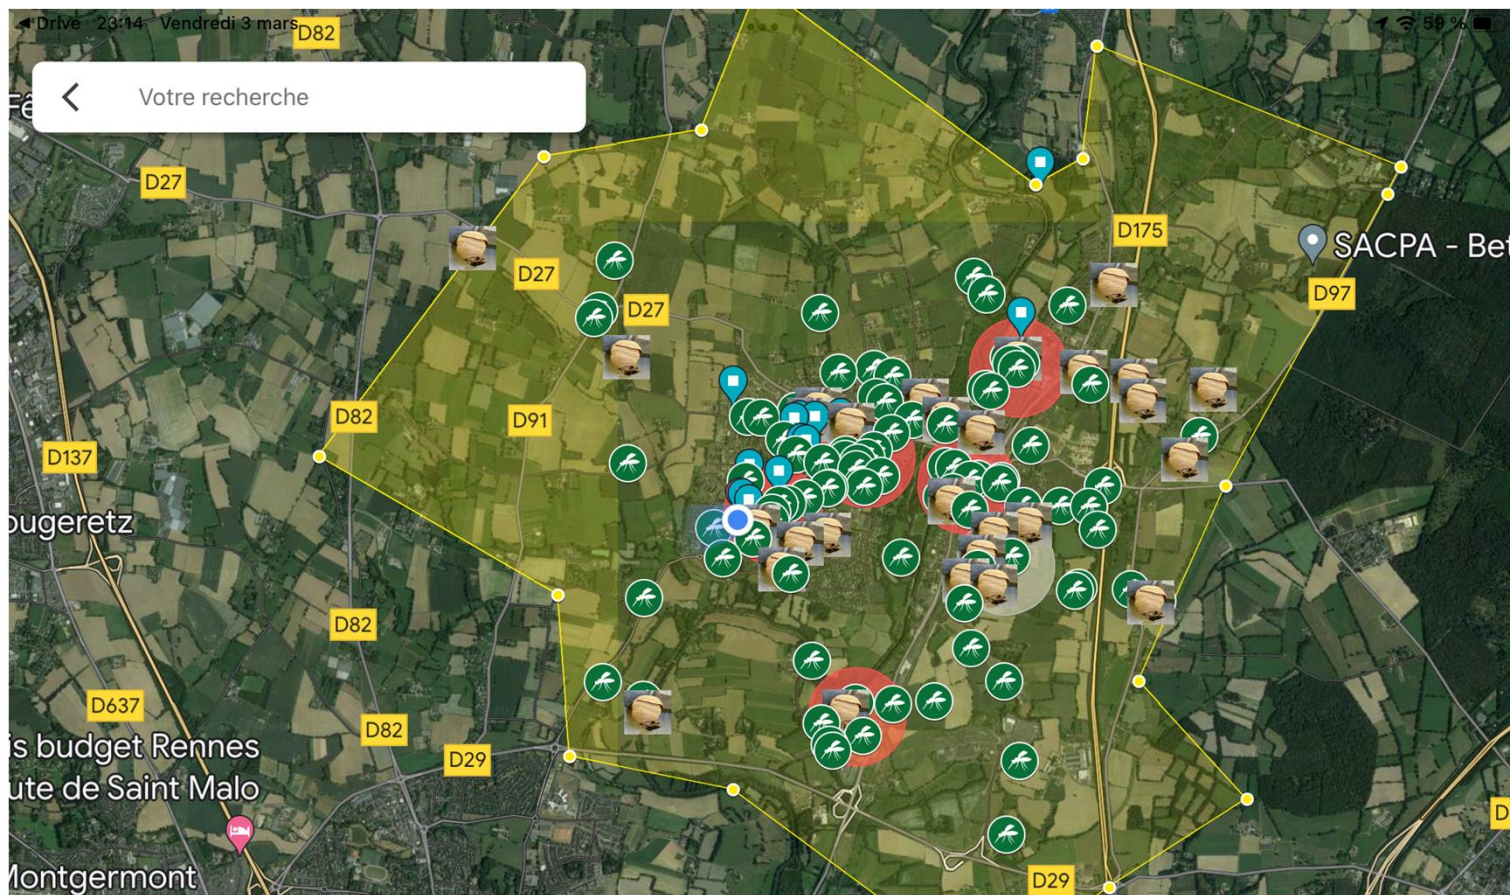 Drive 23:14 Vendredi 3 mars
59 %
D82
Votre recherche
D27
D175
SACPA - Bet
D27
D97
D27
D82
D91
D137
ougeretz
D82
D637
D82
is budget Rennes
D29
ute de Saint Malo
D
Montgermont
D29